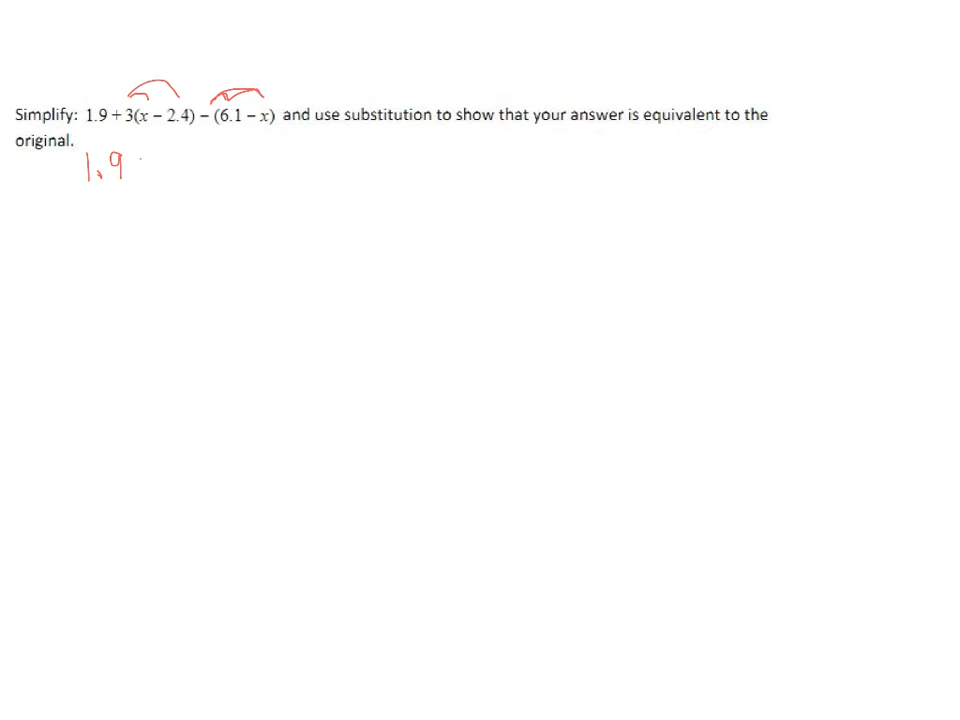 Simplify: 1.9 + 3(x − 2.4) − (6.1 − x) and use substitution to show that your answer is equivalent to the
original.
1.9